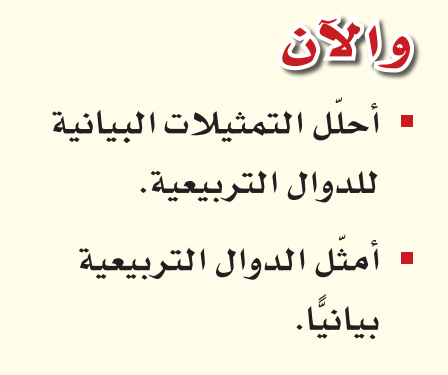 والآن
▪ أحلّل التمثيلات البيانية
للدوال التربيعية.
▪ أمثّل الدوال التربيعية
بيانيًّا.